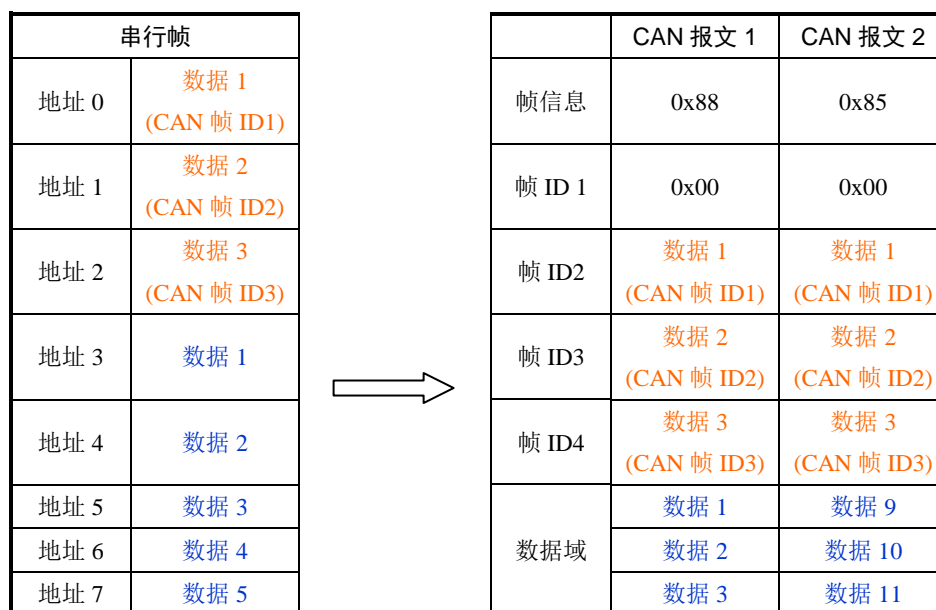 串行帧
地址 0
数据 1
(CAN 帧 ID1)
地址 1
数据 2
(CAN 帧 ID2)
地址 2
数据 3
(CAN 帧 ID3)
地址 3
数据 1
地址 4
数据 2
地址 5
数据 3
地址 6
数据 4
地址 7
数据 5
CAN 报文 1
CAN 报文 2
帧信息
0x88
0x85
帧 ID 1
0x00
0x00
帧 ID2
数据 1
(CAN 帧 ID1)
数据 1
(CAN 帧 ID1)
帧 ID3
数据 2
(CAN 帧 ID2)
数据 2
(CAN 帧 ID2)
帧 ID4
数据 3
(CAN 帧 ID3)
数据 3
(CAN 帧 ID3)
数据域
数据 1
数据 9
数据 2
数据 10
数据 3
数据 11